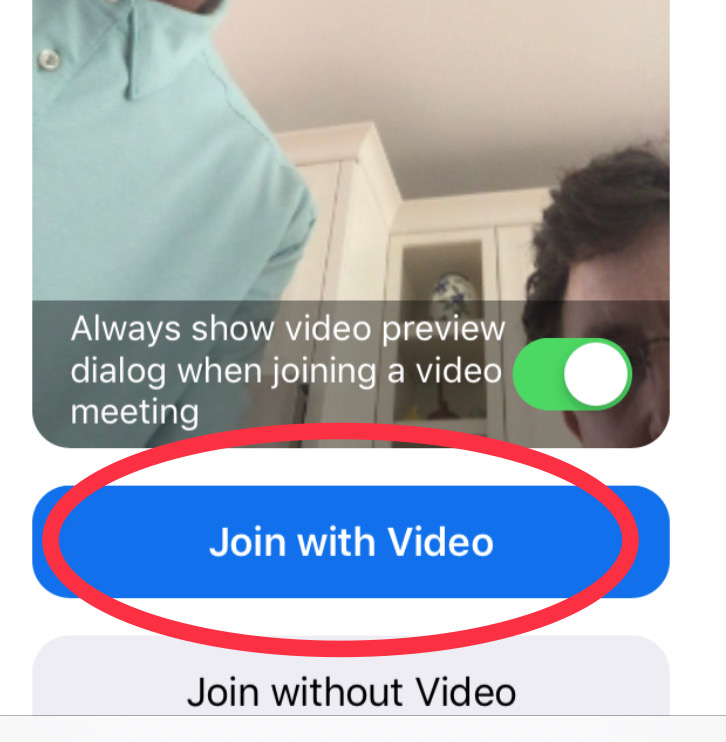 Always show video preview
dialog when joining a video
meeting
Join with Video
Join without Video